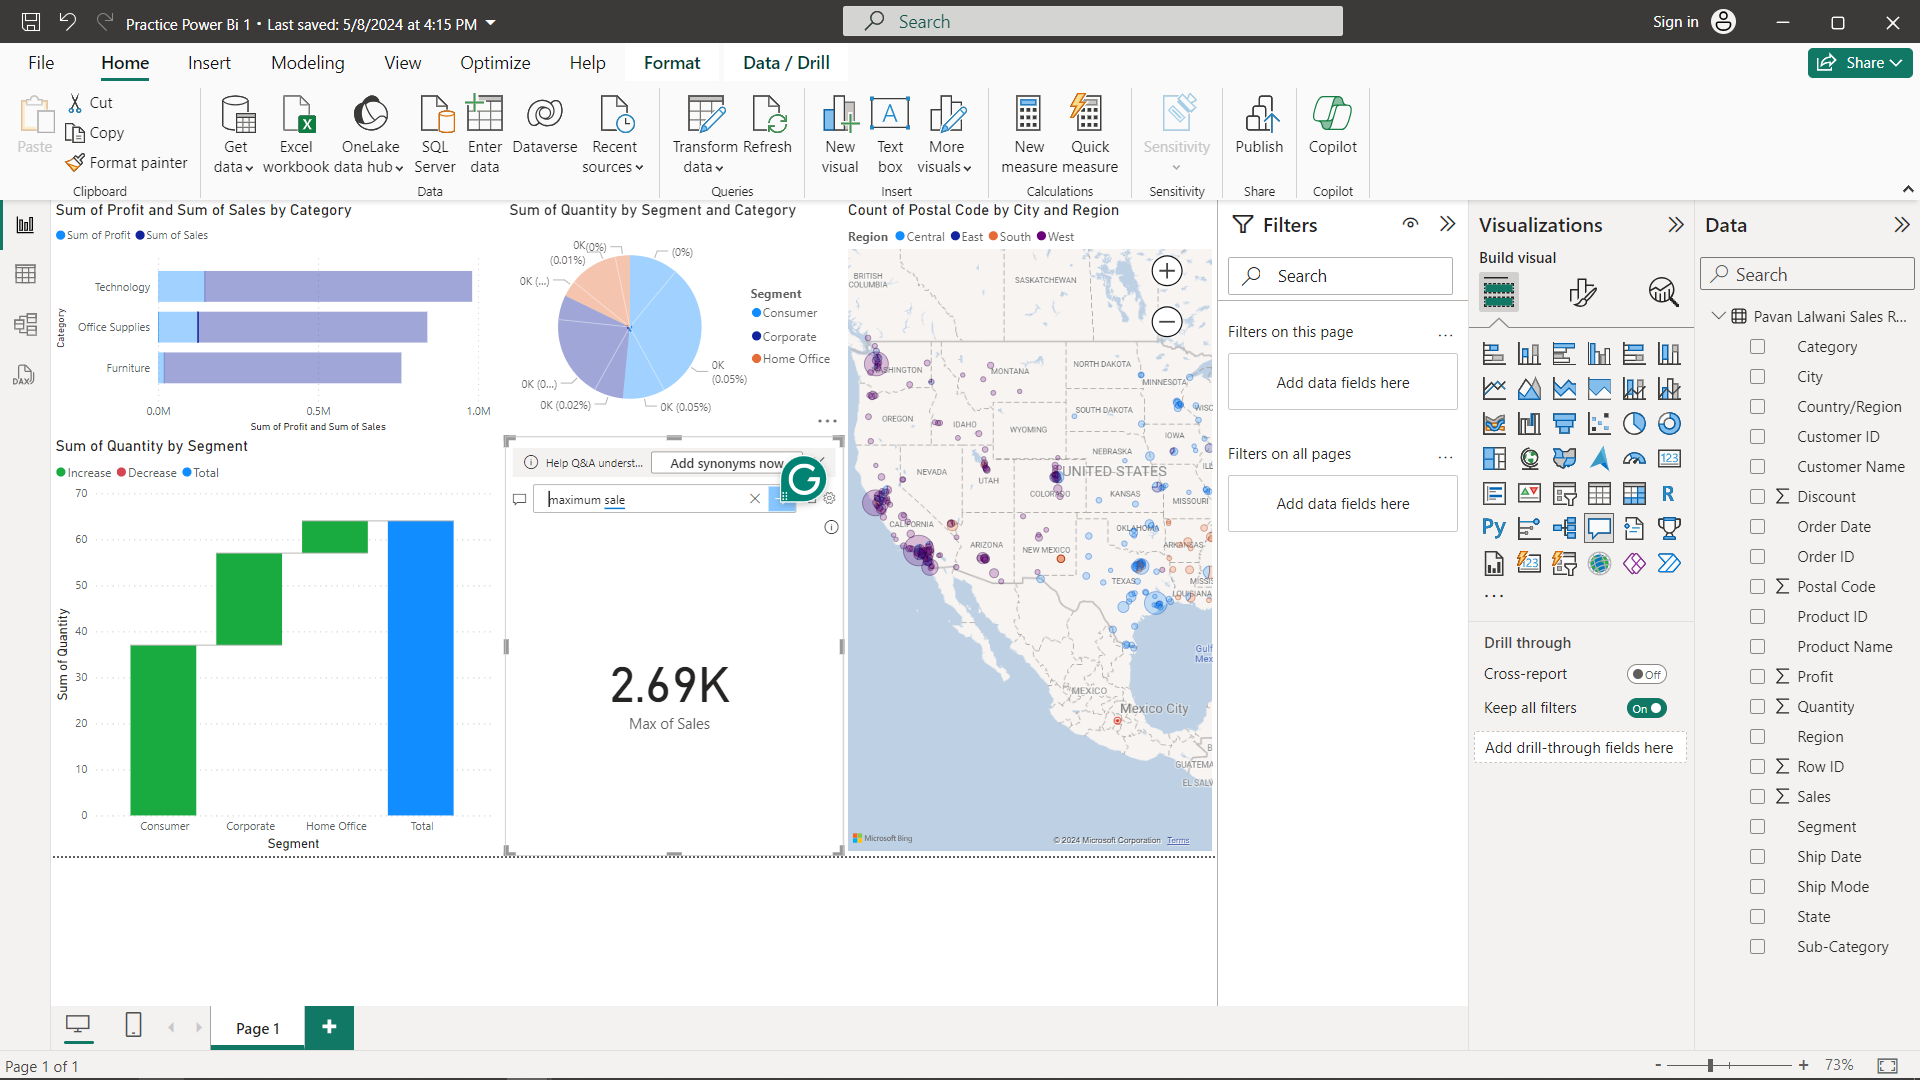 Practice Power Bi 1 • Last saved: 5/8/2024 at 4:15 PM
Search
Sign in
File Home Insert Modeling View Optimize Help Format Data / Drill
Share
Paste
Cut
Copy
Format painter
Clipboard
Get data
Excel workbook
OneLake data hub
SQL Server
Enter data
Dataverse
Recent sources
Data
Transform data
Refresh
Queries
New visual
Text box
More visuals
Insert
New measure
Quick measure
Calculations
Sensitivity
Sensitivity
Publish
Share
Copilot
Copilot
Sum of Profit and Sum of Sales by Category
Sum of Profit Sum of Sales
Category
Technology
Office Supplies
Furniture
0.0M 0.5M 1.0M
Sum of Profit and Sum of Sales
Sum of Quantity by Segment and Category
0K (0%)
(0.01%)
(0%)
0K (...)
0K (0...)
0K (0.02%)
0K (0.05%)
0K
(0.05%)
Segment
Consumer
Corporate
Home Office
Sum of Quantity by Segment
Increase Decrease Total
Sum of Quantity
70
60
50
40
30
20
10
0
Consumer Corporate Home Office Total
Segment
Help Q&A underst...
Add synonyms now
maximum sale
2.69K
Max of Sales
Count of Postal Code by City and Region
Region Central East South West
BRITISH
COLUMBIA
SASKATCHEWAN
WASHINGTON
MONTANA
NORTH DAKOTA
MINNESOTA
OREGON
IDAHO
SOUTH DAKOTA
WISC
WYOMING
IOWA
NEBRASKA
NEVADA
UTAH
UNITED STATES
COLORADO
KANSAS
MISSOURI
CALIFORNIA
OKLAHOMA
ARIZONA
NEW MEXICO
ARKANSAS
TEXAS
MISSI
LOUISIANA
Gulf
Mex
MEXICO
Mexico City
GUATEMA
EL SALV
Microsoft Bing
© 2024 Microsoft Corporation Terms
Filters
Search
Filters on this page
...
Add data fields here
Filters on all pages
...
Add data fields here
Visualizations
Build visual
Py
R
123
...
Drill through
Cross-report
Off
Keep all filters
On
Add drill-through fields here
Data
Search
Pavan Lalwani Sales R...
Category
City
Country/Region
Customer ID
Customer Name
Discount
Order Date
Order ID
Postal Code
Product ID
Product Name
Profit
Quantity
Region
Row ID
Sales
Segment
Ship Date
Ship Mode
State
Sub-Category
Page 1
Page 1 of 1
73%